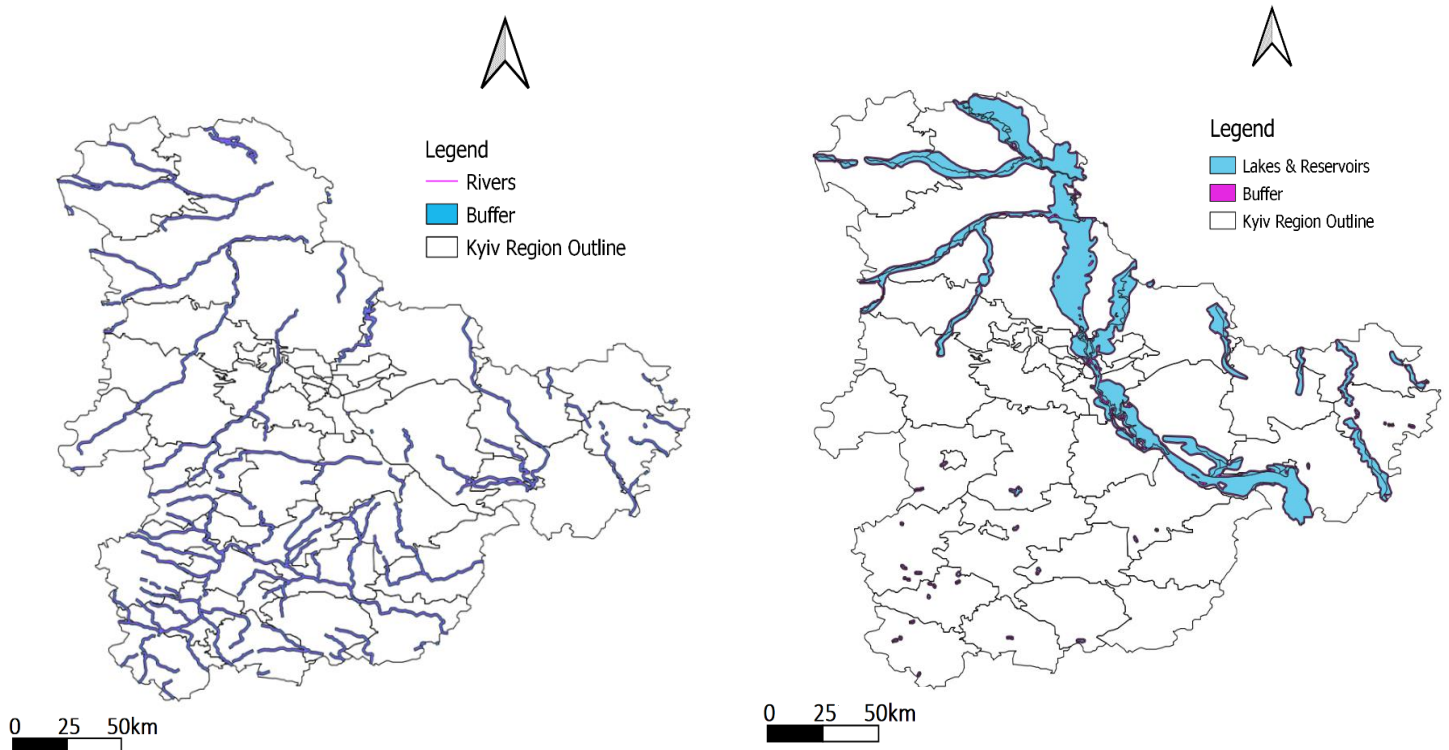 Legend
Rivers
Buffer
Kyiv Region Outline
0 25 50km
Legend
Lakes & Reservoirs
Buffer
Kyiv Region Outline
0 25 50km